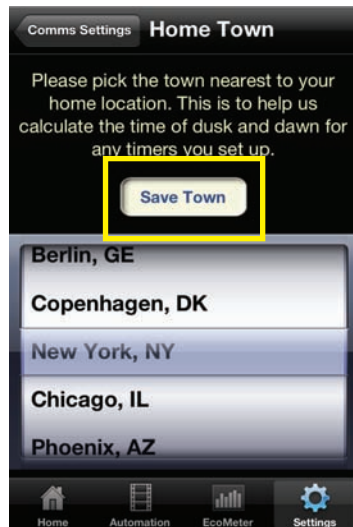 Comms Settings Home Town
Please pick the town nearest to your
home location. This is to help us
calculate the time of dusk and dawn for
any timers you set up.
Save Town
Berlin, GE
Copenhagen, DK
New York, NY
Chicago, IL
Phoenix, AZ
Home Automation EcoMeter Settings